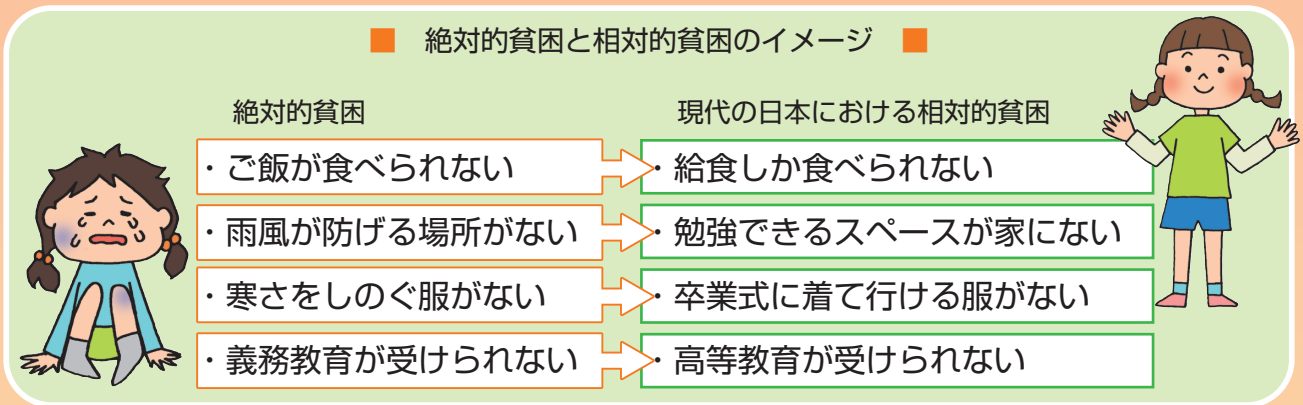 ■ 絶対的貧困と相対的貧困のイメージ ■
絶対的貧困
現代の日本における相対的貧困
・ご飯が食べられない
・給食しか食べられない
・雨風が防げる場所がない
・勉強できるスペースが家にない
・寒さをしのぐ服がない
・卒業式に着て行ける服がない
・義務教育が受けられない
・高等教育が受けられない